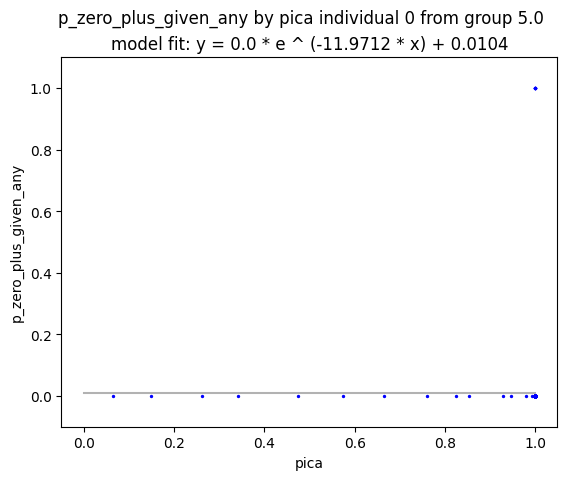 p_zero_plus_given_any by pica individual 0 from group 5.0
model fit: y = 0.0 * e ^ (-11.9712 * x) + 0.0104
1.0
0.8
0.6
0.4
0.2
0.0
p_zero_plus_given_any
0.0 0.2 0.4 0.6 0.8 1.0
pica